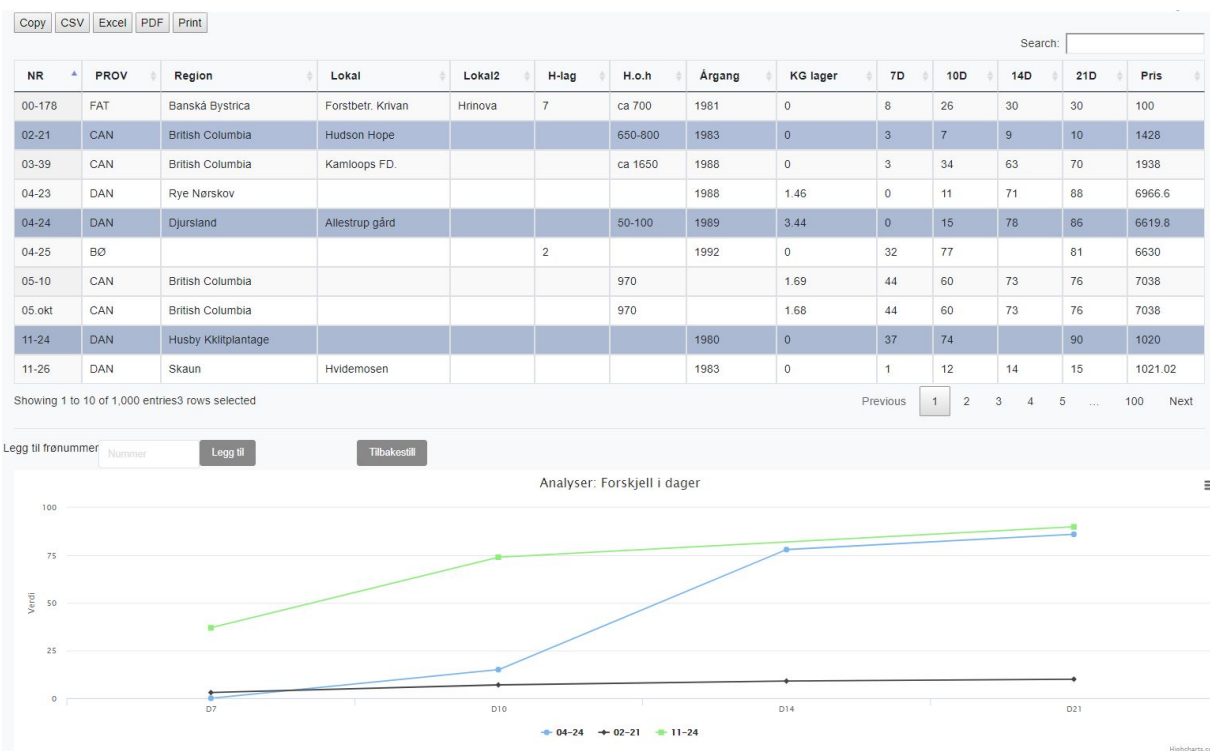 Copy CSV Excel PDF Print
Search:
NR PROV Region Lokal Lokal2 H-lag H.o.h Årgang KG lager 7D 10D 14D 21D Pris
00-178 FAT Banská Bystrica Forstbetr. Krivan Hrinova 7 ca 700 1981 0 8 26 30 30 100
02-21 CAN British Columbia Hudson Hope 650-800 1983 0 3 7 9 10 1428
03-39 CAN British Columbia Kamloops FD. ca 1650 1988 0 3 34 63 70 1938
04-23 DAN Rye Nørskov 1988 1.46 0 11 71 88 6966.6
04-24 DAN Djursland Allestrup gård 50-100 1989 3.44 0 15 78 86 6619.8
04-25 BØ 2 1992 0 32 77 81 6630
05-10 CAN British Columbia 970 1.69 44 60 73 76 7038
05.okt CAN British Columbia 970 1.68 44 60 73 76 7038
11-24 DAN Husby Kklitplantage 1980 0 37 74 90 1020
11-26 DAN Skaun Hvidemosen 1983 0 1 12 14 15 1021.02
Showing 1 to 10 of 1,000 entries3 rows selected Previous 1 2 3 4 5 ... 100 Next
Legg til frønummer Nummer Legg til Tilbakestill
Analyser: Forskjell i dager
100
75
Verdi
50
25
0
D7 D10 D14 D21
04-24 02-21 11-24
Highcharts.c